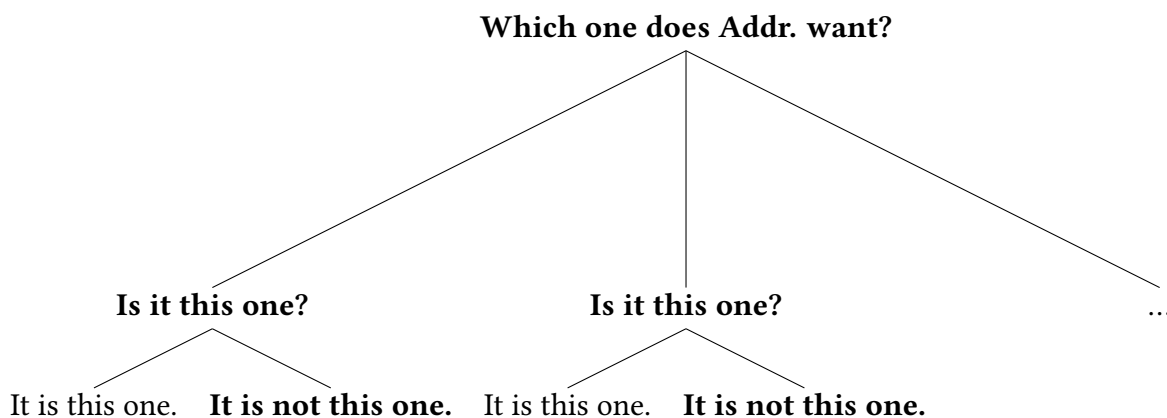 Which one does Addr. want?
Is it this one? Is it this one? ...
It is this one. It is not this one. It is this one. It is not this one.